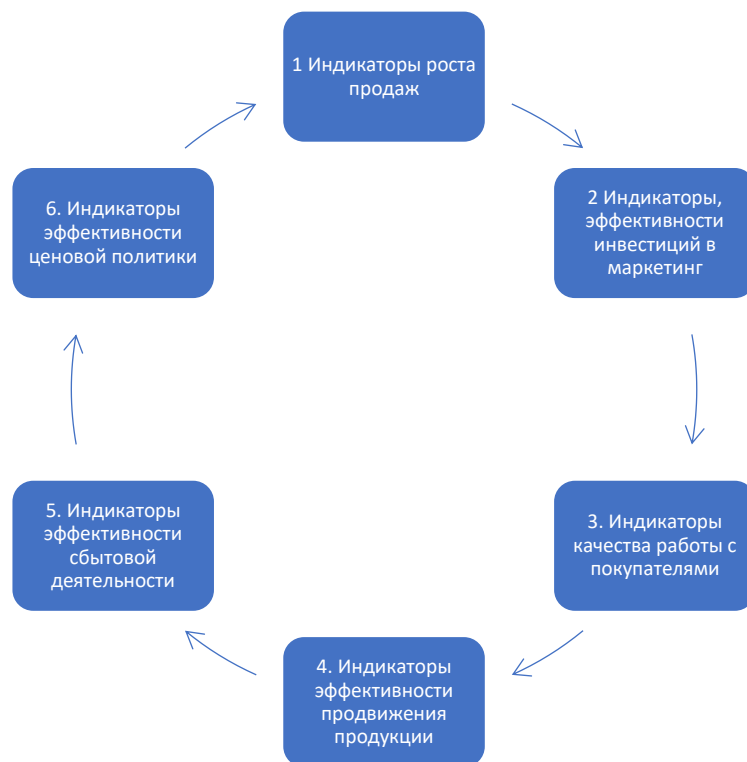 1 Индикаторы роста
продаж
2 Индикаторы,
эффективности
инвестиций в
маркетинг
3. Индикаторы
качества работы с
покупателями
4. Индикаторы
эффективности
продвижения
продукции
5. Индикаторы
эффективности
сбытовой
деятельности
6. Индикаторы
эффективности
ценовой политики